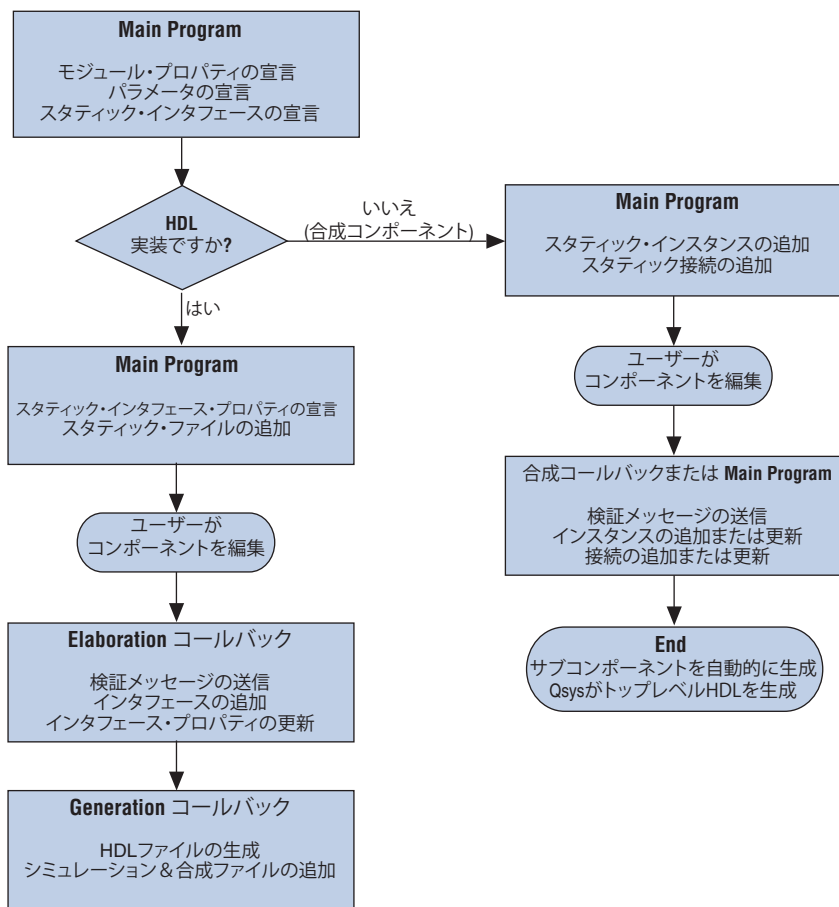 Main Program
モジュール・プロパティの宣言
パラメータの宣言
スタティック・インタフェースの宣言
HDL
実装ですか?
いいえ
(合成コンポーネント)
Main Program
スタティック・インスタンスの追加
スタティック接続の追加
はい
Main Program
スタティック・インタフェース・プロパティの宣言
スタティック・ファイルの追加
ユーザーが
コンポーネントを編集
ユーザーが
コンポーネントを編集
合成コールバックまたは Main Program
検証メッセージの送信
インスタンスの追加または更新
接続の追加または更新
Elaboration コールバック
検証メッセージの送信
インタフェースの追加
インタフェース・プロパティの更新
End
サブコンポーネントを自動的に生成
QsysがトップレベルHDLを生成
Generation コールバック
HDLファイルの生成
シミュレーション＆合成ファイルの追加